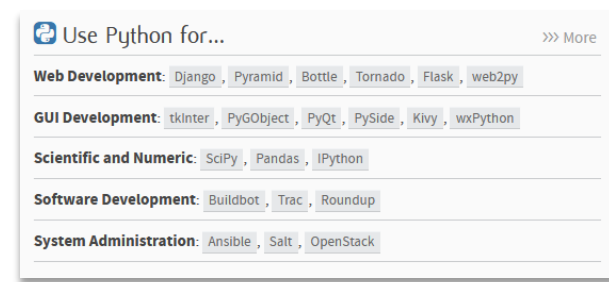 Use Python for...
>>> More
Web Development: Django , Pyramid , Bottle , Tornado , Flask , web2py
GUI Development: tkInter , PyGObject , PyQt , PySide , Kivy , wxPython
Scientific and Numeric: SciPy , Pandas , IPython
Software Development: Buildbot , Trac , Roundup
System Administration: Ansible , Salt , OpenStack